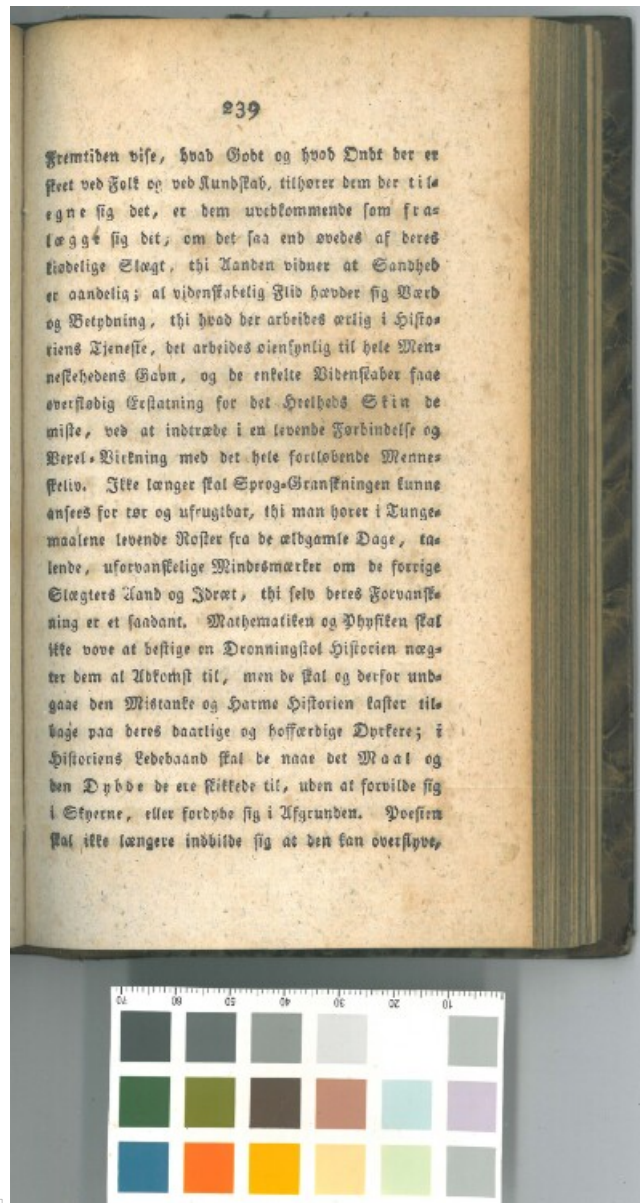 239
Fremtiden vise, hvad Godt og hvod Ondt der er
skeet ved Folk og ved Kundskab, tilhører dem der til-
egne sig det, er dem uvedkommende som fra-
lægge sig det, om det saa end øvedes af deres
kiødelige Slægt, thi Aanden vidner at Sandhed
er aandelig; al videnskabelig Flid hævder sig Værd
og Betydning, thi hvad der arbeides ærlig i Histo-
riens Tjeneste, det arbeides øiensynlig til hele Men-
neskehedens Gavn, og de enkelte Videnskaber faae
overflødig Erstatning for det Heelheds Skin de
miste, ved at indtræde i en levende Forbindelse og
Vexel-Virkning med det hele fortløbende Menne-
skeliv. Ikke længer skal Sprog-Granskningen kunne
ansees for tør og ufrugtbar, thi man hører i Tunge-
maalene levende Røster fra de ældgamle Dage, ta-
lende, uforvanskelige Mindesmærker om de forrige
Slægters Aand og Idræt, thi selv deres Forvansk-
ning er et saadant. Mathematiken og Physiken skal
ikke vove at bestige en Dronningstol Historien næg-
ter dem al Adkomst til, men de skal og derfor und-
gaae den Mistanke og Harme Historien kaster til-
bage paa deres daarlige og hoffærdige Dyrkere; i
Historiens Ledebaand skal de naae det Maal og
den Dybde de ere skikkede til, uden at forvilde sig
i Skyerne, eller fordybe sig i Afgrunden. Poesien
skal ikke længere indbilde sig at den kan overflyve,
70 60 50 40 30 20 10